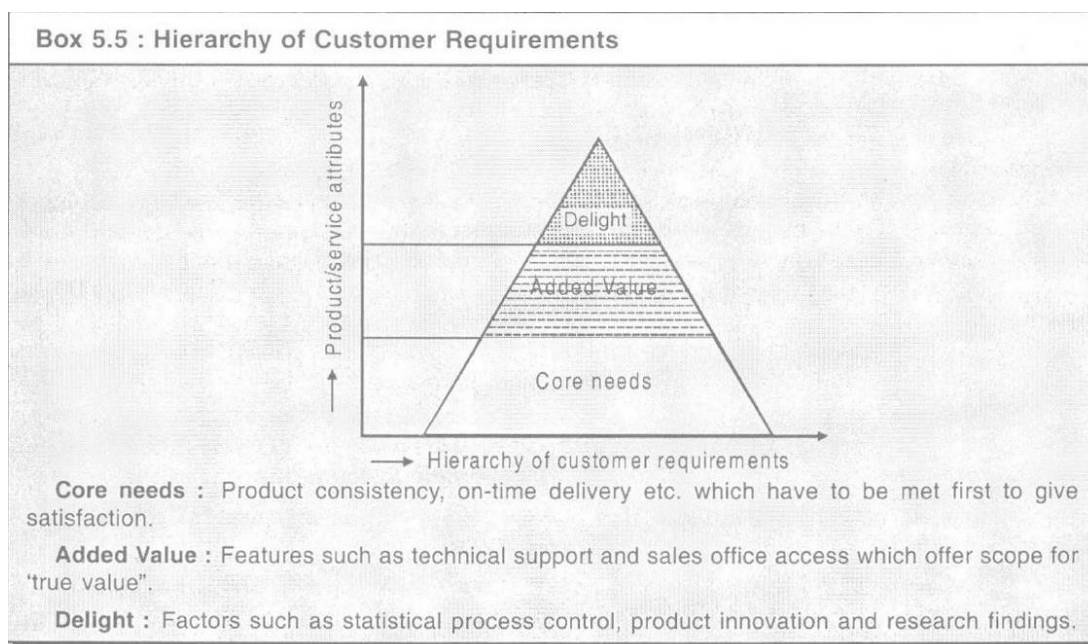 Box 5.5 : Hierarchy of Customer Requirements
Product/service attributes
Delight
Added Value
Core needs
Hierarchy of customer requirements
Core needs : Product consistency, on-time delivery etc. which have to be met first to give
satisfaction.
Added Value : Features such as technical support and sales office access which offer scope for
'true value”.
Delight : Factors such as statistical process control, product innovation and research findings.